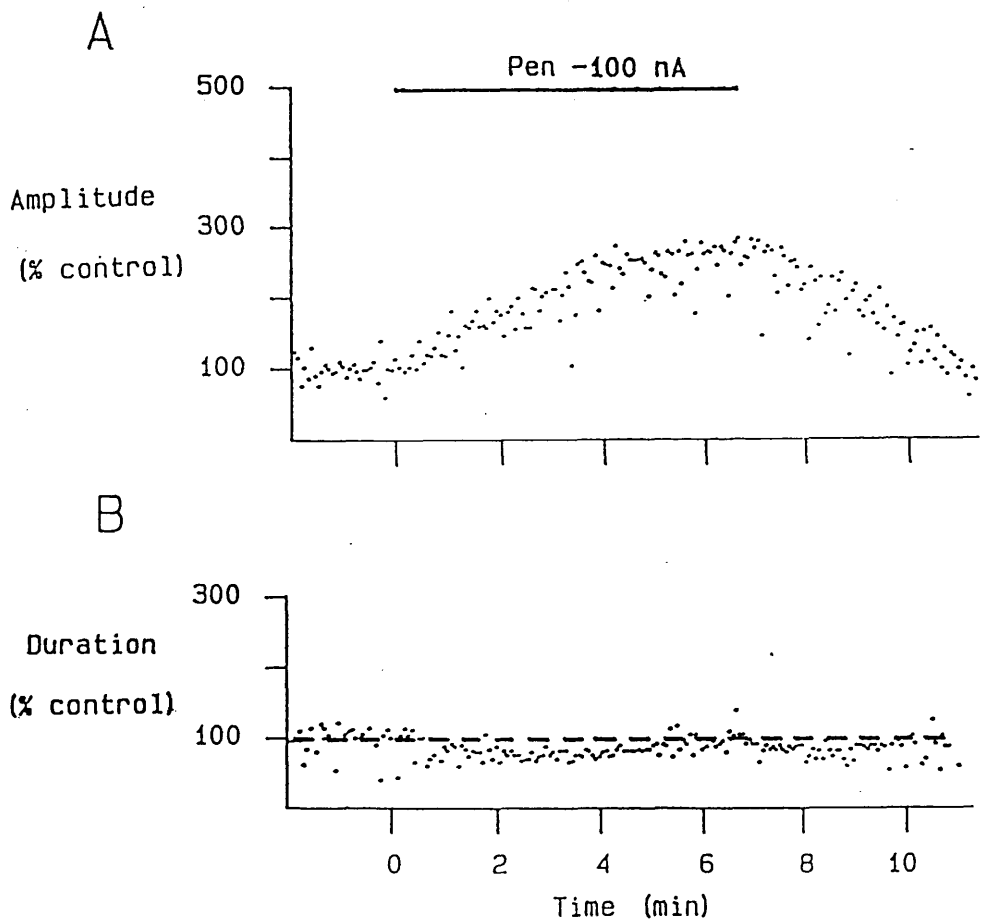 A
Pen -100 nA
500
300
100
Amplitude
(% control)
B
300
100
Duration
(% control)
0 2 4 6 8 10
Time (min)